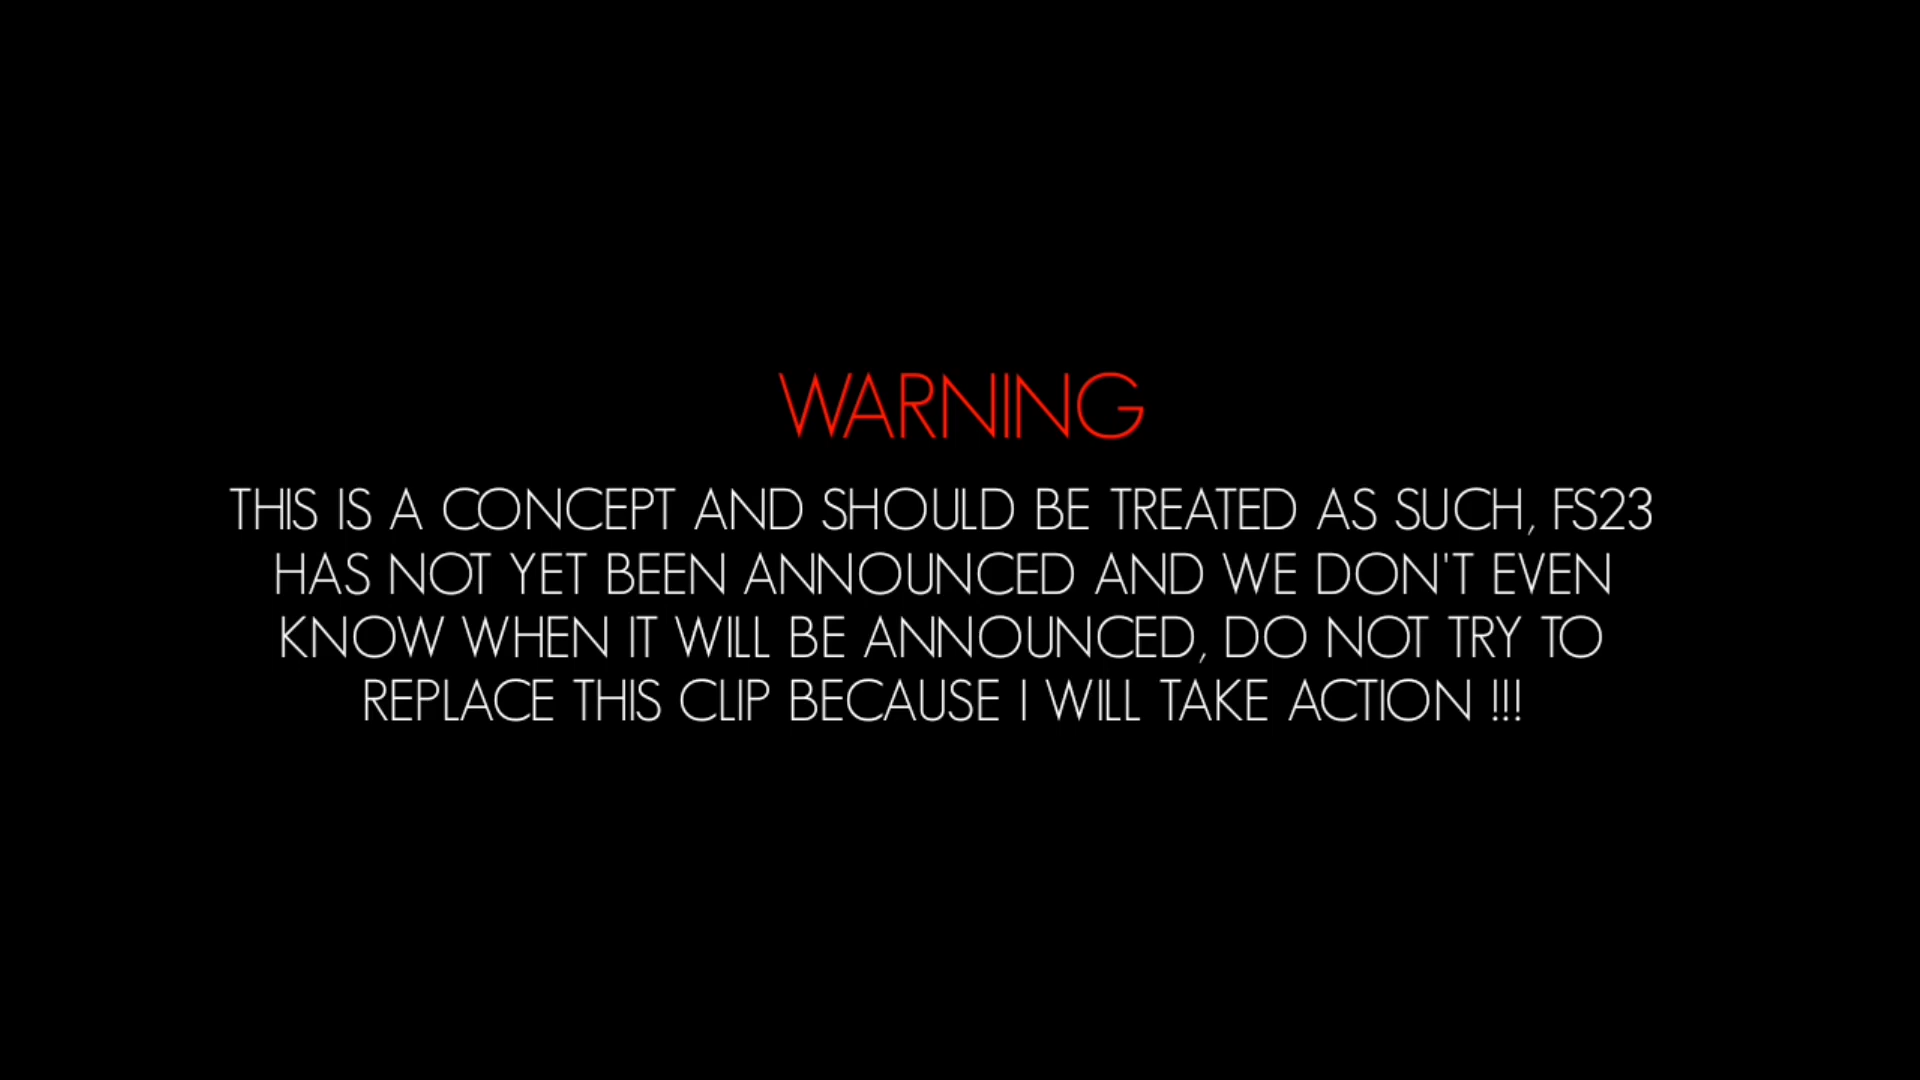 WARNING
THIS IS A CONCEPT AND SHOULD BE TREATED AS SUCH, FS23
HAS NOT YET BEEN ANNOUNCED AND WE DON'T EVEN
KNOW WHEN IT WILL BE ANNOUNCED, DO NOT TRY TO
REPLACE THIS CLIP BECAUSE I WILL TAKE ACTION !!!